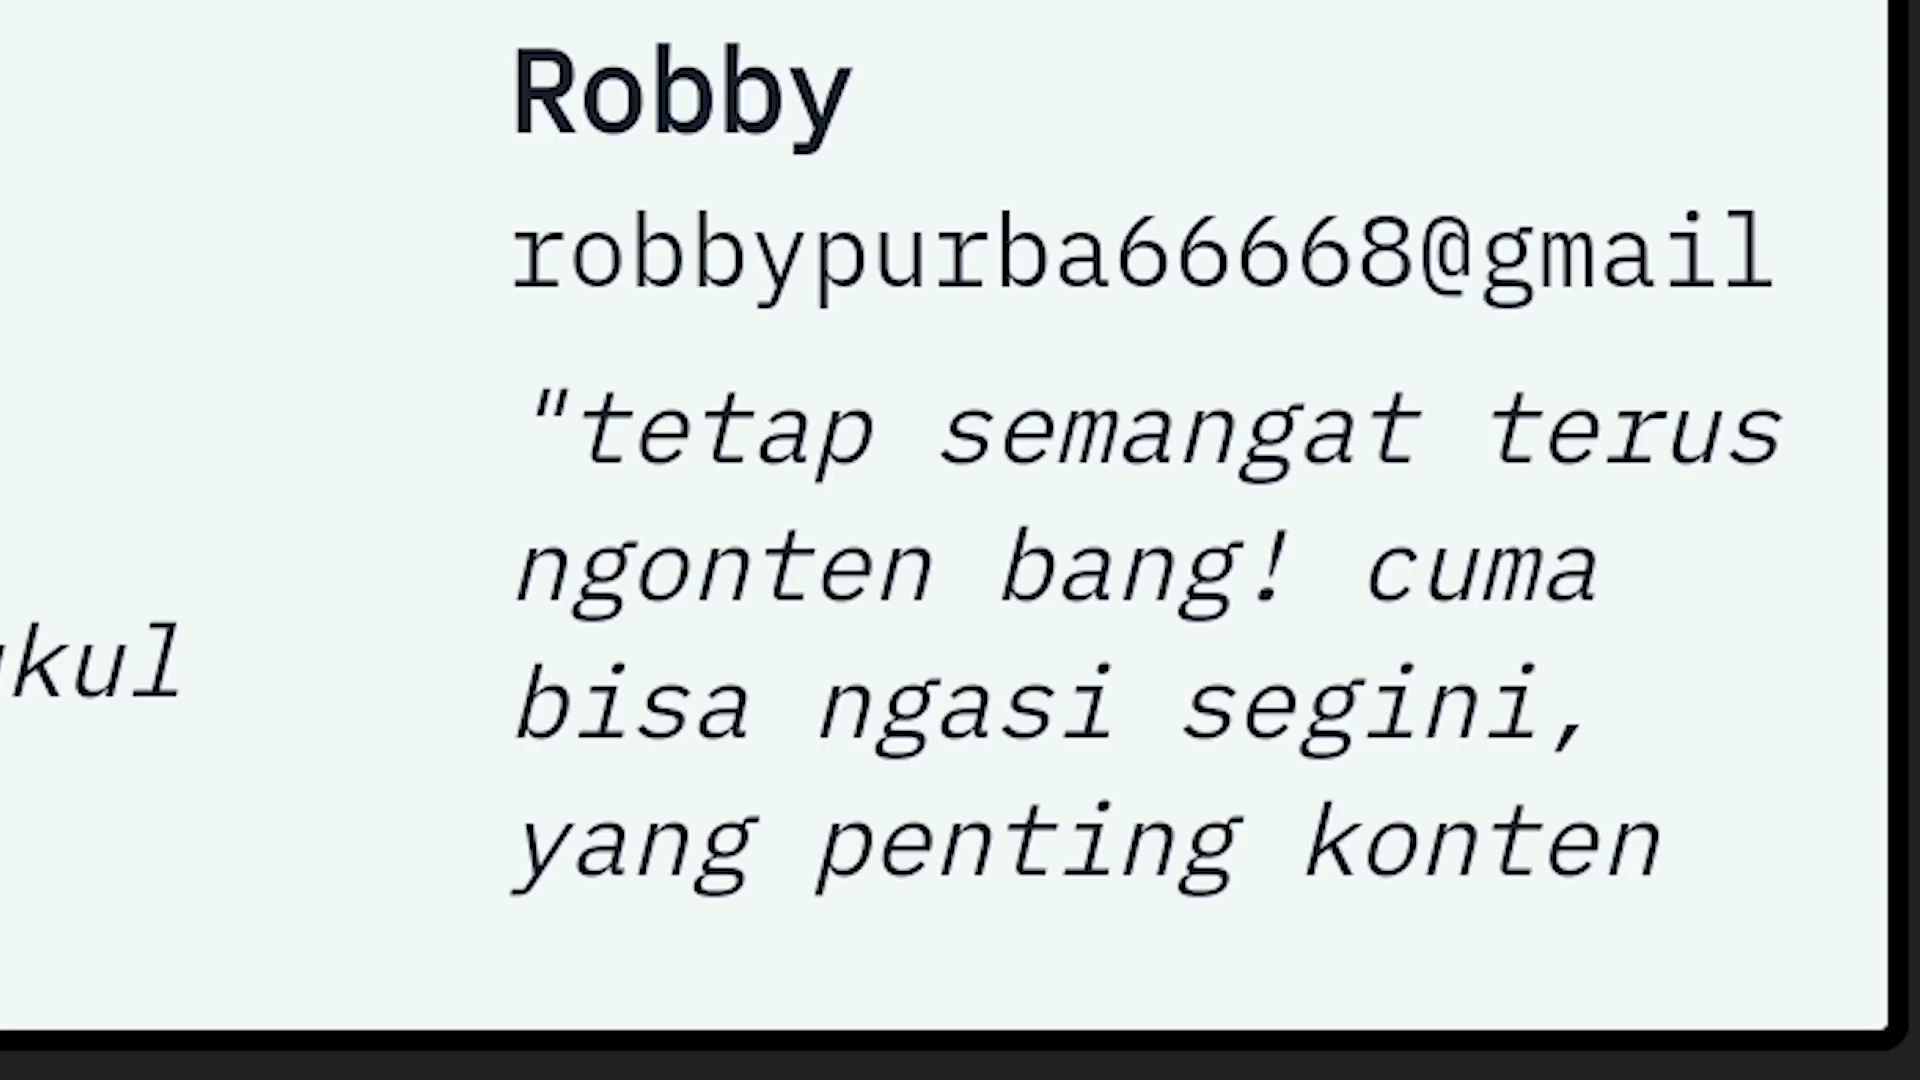 Robby
robbypurba66668@gmail
"tetap semangat terus
ngonten bang! cuma
bisa ngasi segini,
yang penting konten